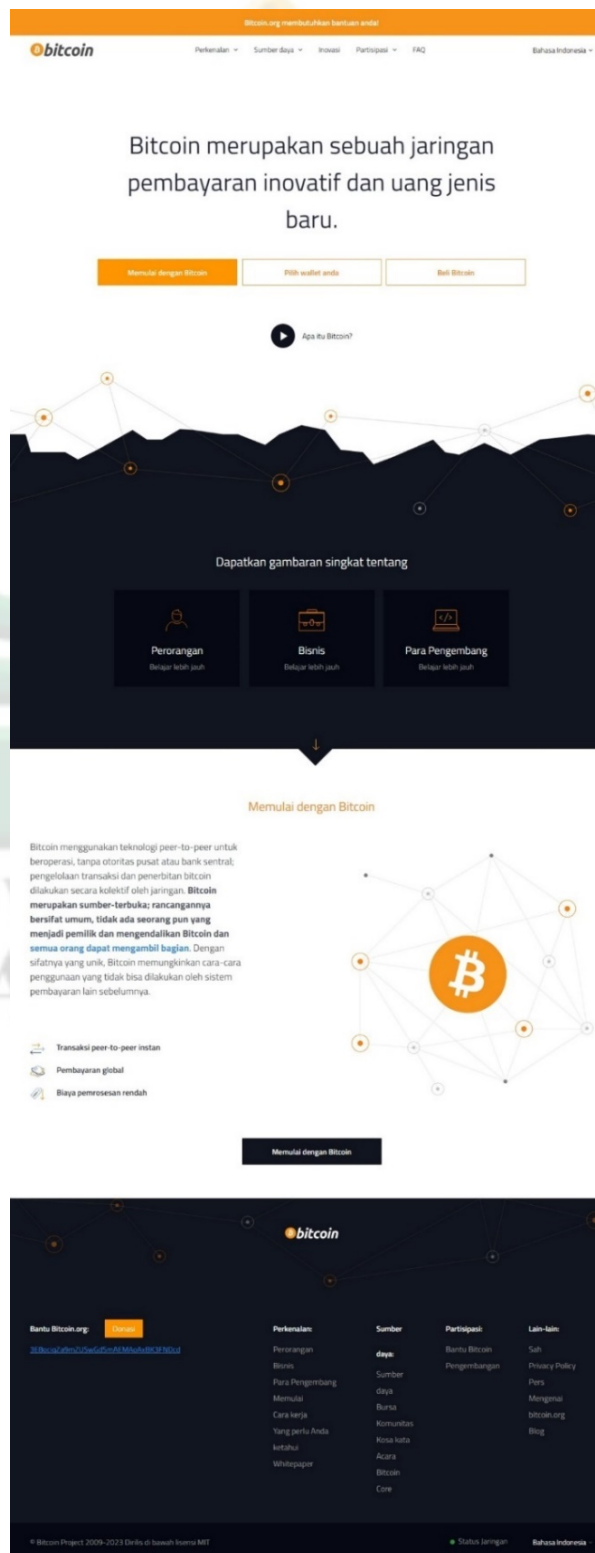 Bitcoin.org membutuhkan bantuan anda!
bitcoin
Perkenalan Sumber daya Inovasi Partisipasi FAQ Bahasa Indonesia
Bitcoin merupakan sebuah jaringan
pembayaran inovatif dan uang jenis
baru.
Memulai dengan Bitcoin Pilih wallet anda Beli Bitcoin
Apa itu Bitcoin?
Dapatkan gambaran singkat tentang
Perorangan Bisnis Para Pengembang
Belajar lebih jauh Belajar lebih jauh Belajar lebih jauh
Memulai dengan Bitcoin
Bitcoin menggunakan teknologi peer-to-peer untuk
beroperasi, tanpa otoritas pusat atau bank sentral;
pengelolaan transaksi dan penerbitan bitcoin
dilakukan secara kolektif oleh jaringan. Bitcoin
merupakan sumber-terbuka; rancangannya
bersifat umum, tidak ada seorang pun yang
menjadi pemilik dan mengendalikan Bitcoin dan
semua orang dapat mengambil bagian. Dengan
sifatnya yang unik, Bitcoin memungkinkan cara-cara
penggunaan yang tidak bisa dilakukan oleh sistem
pembayaran lain sebelumnya.
Transaksi peer-to-peer instan
Pembayaran global
Biaya pemrosesan rendah
Memulai dengan Bitcoin
bitcoin
Bantu Bitcoin.org: Donasi
Perkenalan:
Perorangan
Bisnis
Para Pengembang
Memulai
Cara kerja
Yang perlu Anda
ketahui
Whitepaper
Sumber
daya:
Sumber
daya
Bursa
Komunitas
Kosa kata
Acara
Bitcoin
Core
Partisipasi:
Bantu Bitcoin
Pengembangan
Lain-lain:
Sah
Privacy Policy
Pers
Mengenai
bitcoin.org
Blog
© Bitcoin Project 2009-2023 Dirilis di bawah lisensi MIT
Status Jaringan Bahasa Indonesia